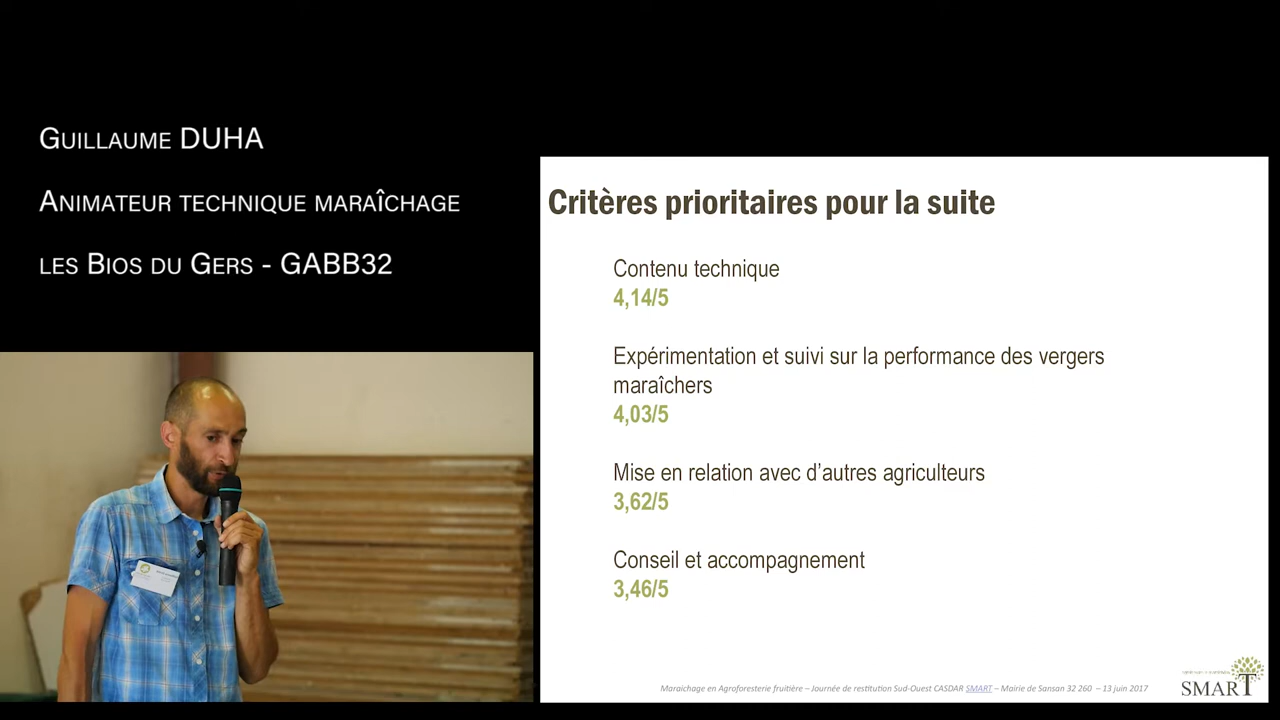 Guillaume DUHA
Animateur technique maraîchage
les Bios du Gers - GABB32
Critères prioritaires pour la suite
Contenu technique
4,14/5
Expérimentation et suivi sur la performance des vergers
maraîchers
4,03/5
Mise en relation avec d’autres agriculteurs
3,62/5
Conseil et accompagnement
3,46/5
Maraichage en Agroforesterie fruitière – Journée de restitution Sud-Ouest CASDAR SMART – Mairie de Sansan 32 260 – 13 juin 2017
SMART